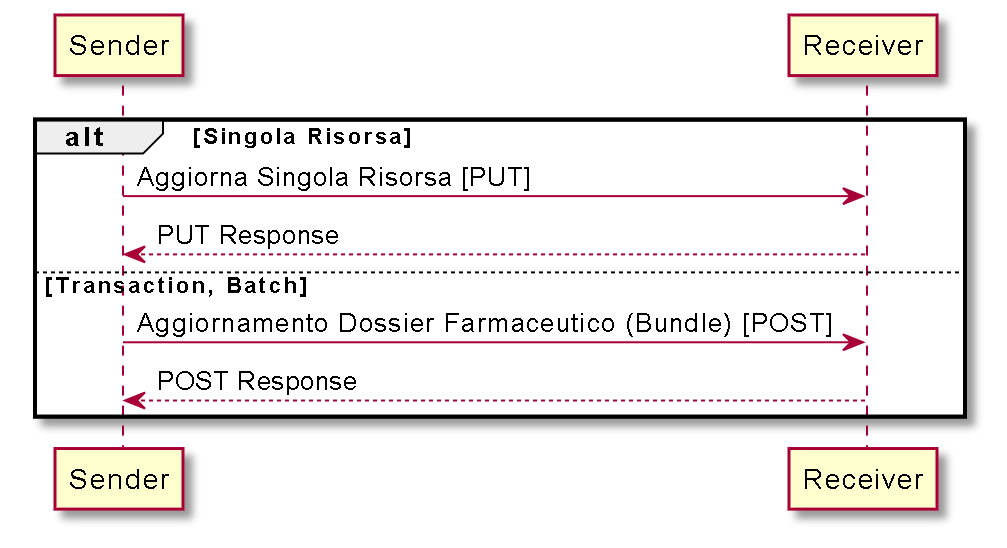 Sender
Receiver
alt
[Singola Risorsa]
Aggiorna Singola Risorsa [PUT]
PUT Response
[Transaction, Batch]
Aggiornamento Dossier Farmaceutico (Bundle) [POST]
POST Response
Sender
Receiver